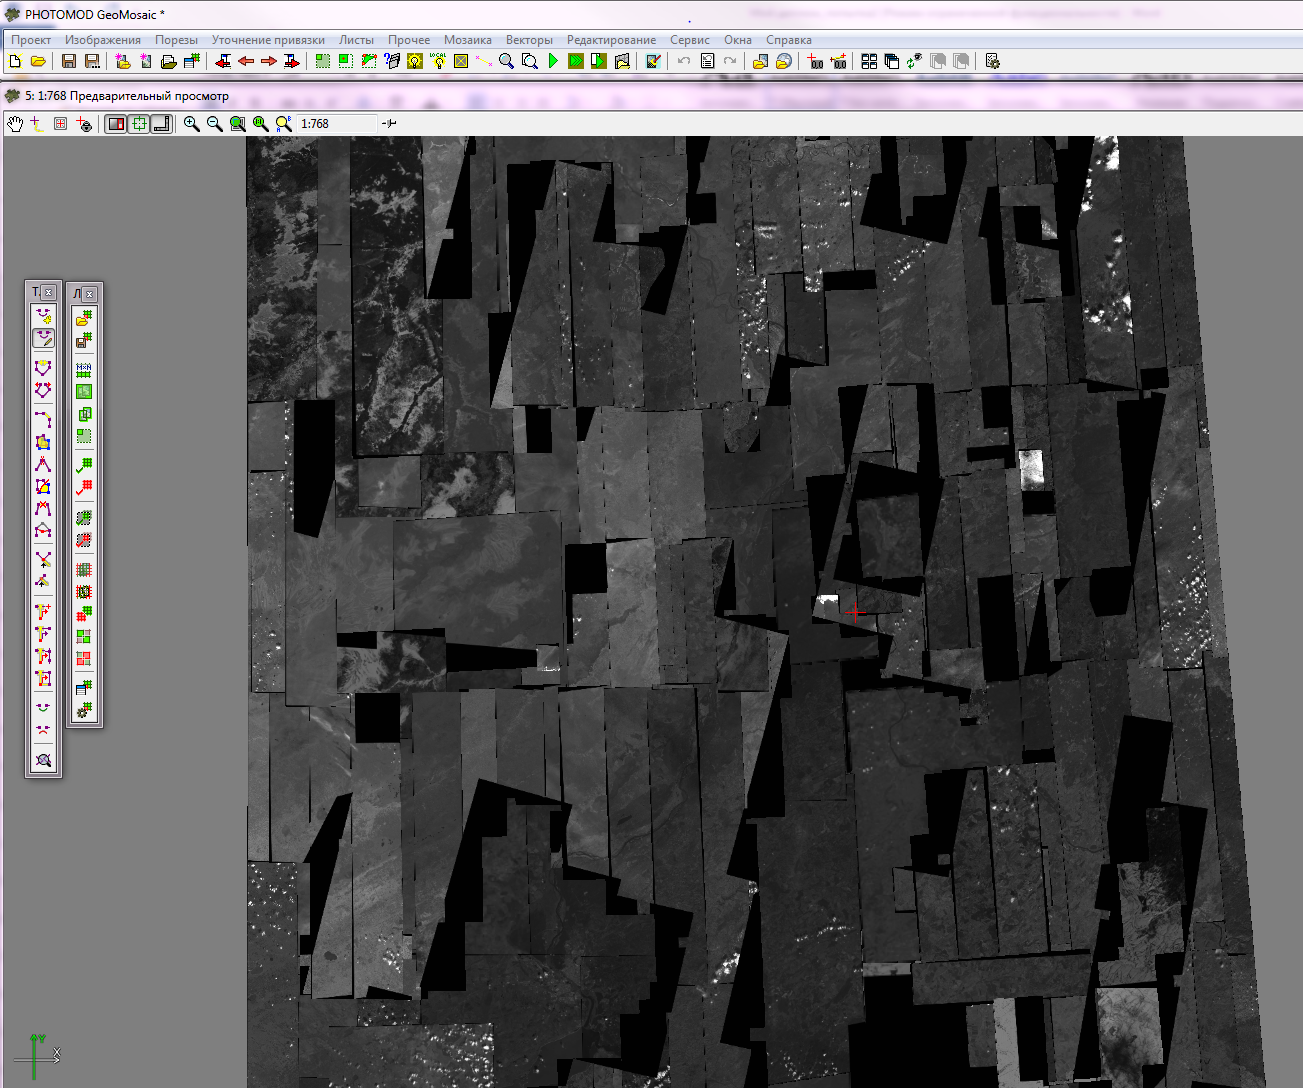 PHOTOMOD GeoMosaic *
Проект Изображения Порезы Уточнение привязки Листы Прочее Мозаика Векторы Редактирование Сервис Окна Справка
5: 1:768 Предварительный просмотр
1:768
Т. Л
Y
X